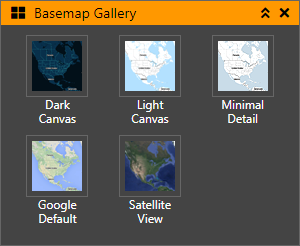 Basemap Gallery
Dark
Canvas
Light
Canvas
Minimal
Detail
Google
Default
Satellite
View